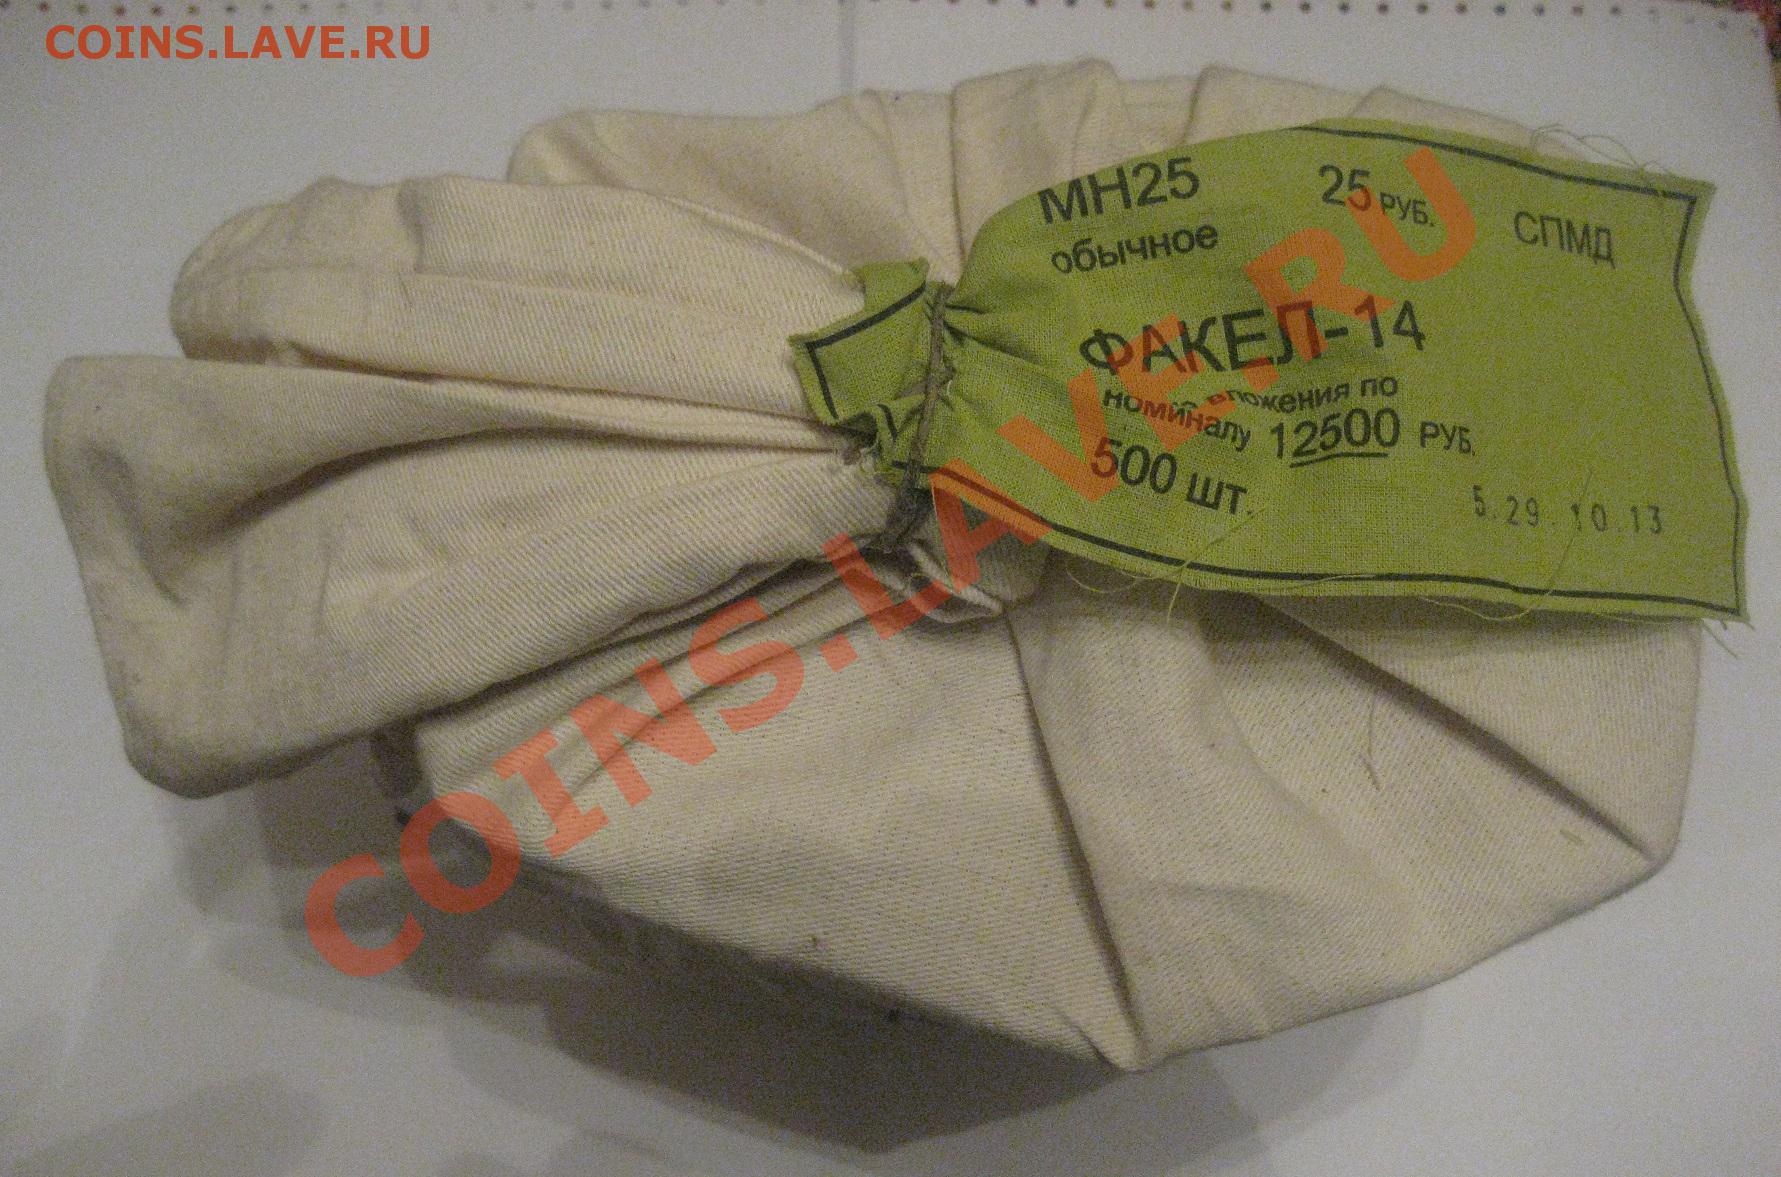 COINS.LAVE.RU
МН25 25 РУБ. СПМД
обычное
ФАКЕЛ-14
вложения по
номиналу 12500 РУБ.
500 шт.
5.29.10.13
COINS.LAVE.RU